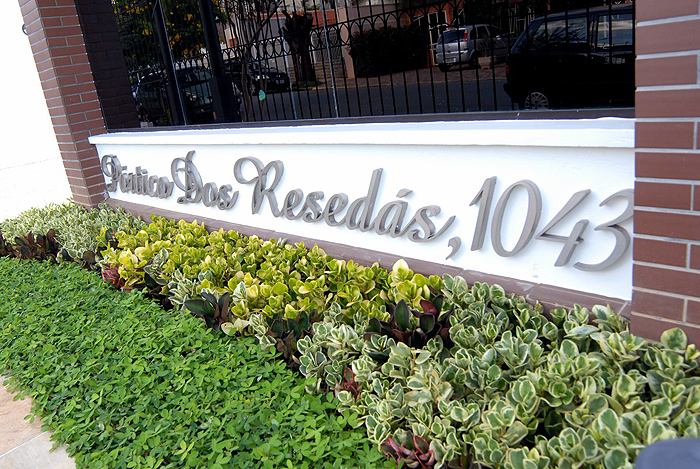 Pórtico Dos Resedás, 1043